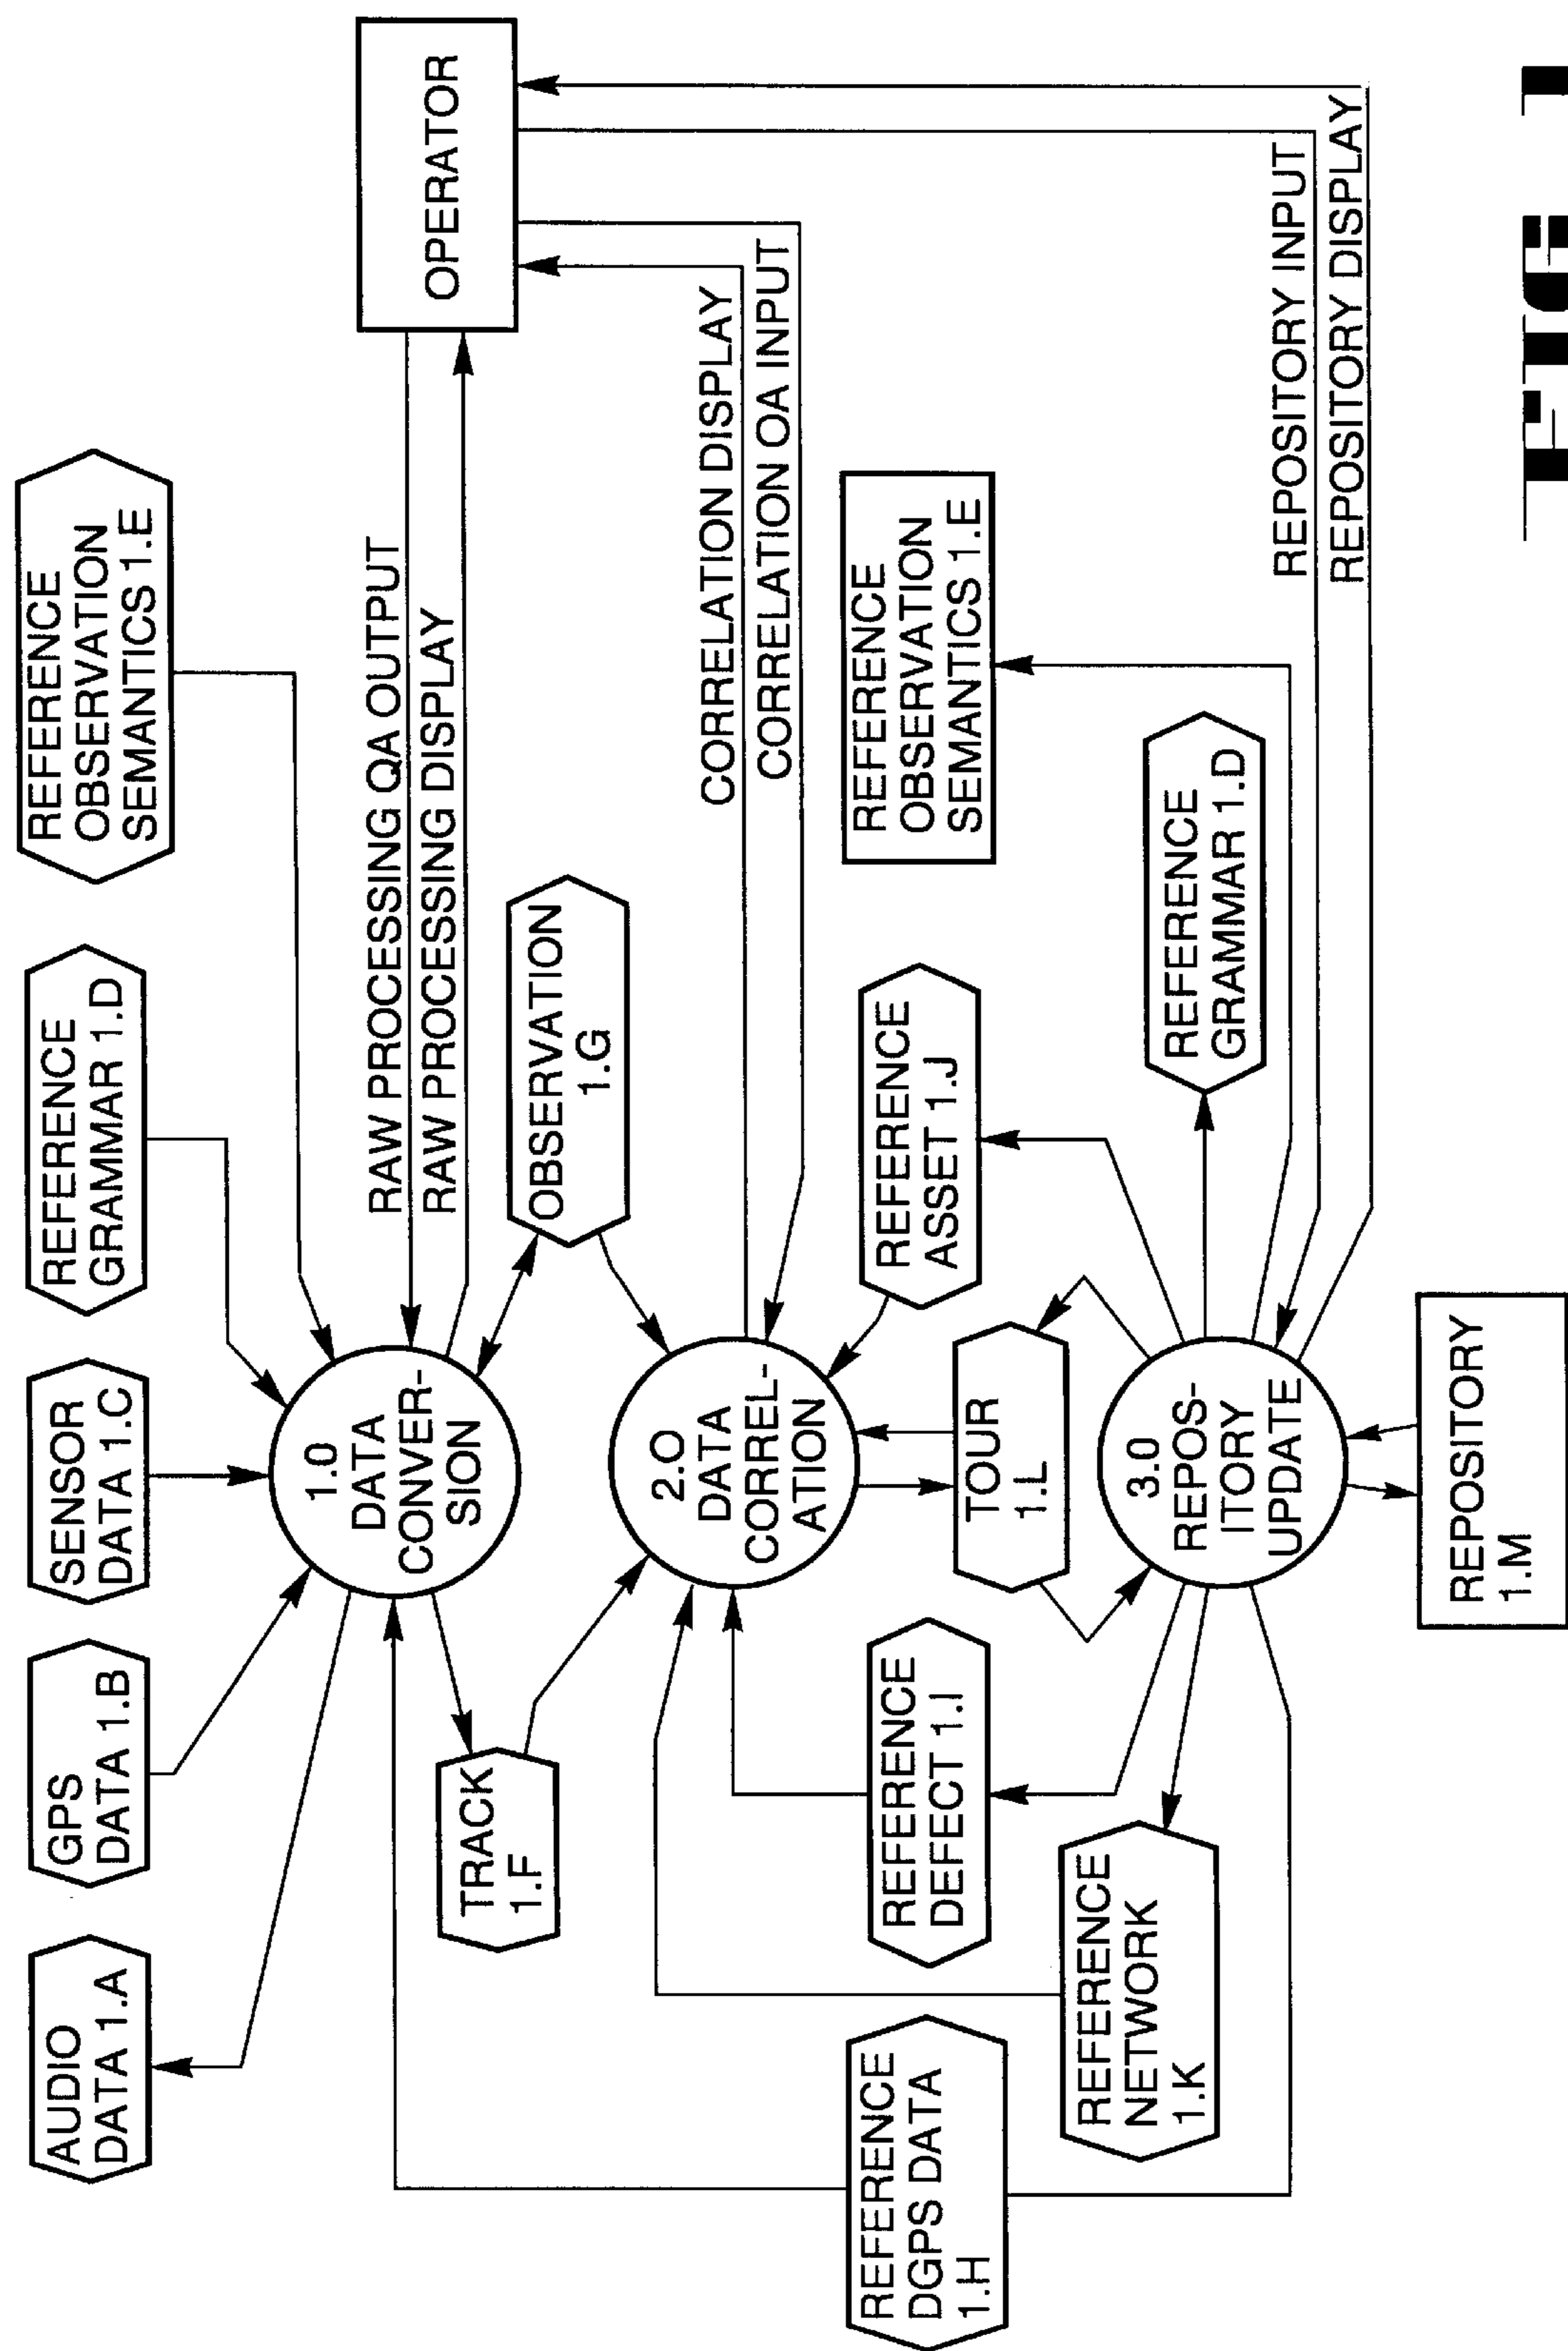 AUDIO
DATA 1.A
GPS
DATA 1.B
SENSOR
DATA 1.C
REFERENCE
GRAMMAR 1.D
REFERENCE
OBSERVATION
SEMANTICS 1.E
1.0
DATA
CONVER-
SION
RAW PROCESSING QA OUTPUT
RAW PROCESSING DISPLAY
OPERATOR
TRACK
1.F
OBSERVATION
1.G
2.O
DATA
CORREL-
ATION
CORRELATION DISPLAY
CORRELATION OA INPUT
REFERENCE
DGPS DATA
1.H
REFERENCE
DEFECT 1.I
TOUR
1.L
REFERENCE
ASSET 1.J
REFERENCE
OBSERVATION
SEMANTICS 1.E
REFERENCE
NETWORK
1.K
3.0
REPOS-
ITORY
UPDATE
REFERENCE
GRAMMAR 1.D
REPOSITORY INPUT
REPOSITORY DISPLAY
REPOSITORY
1.M
FIG 1